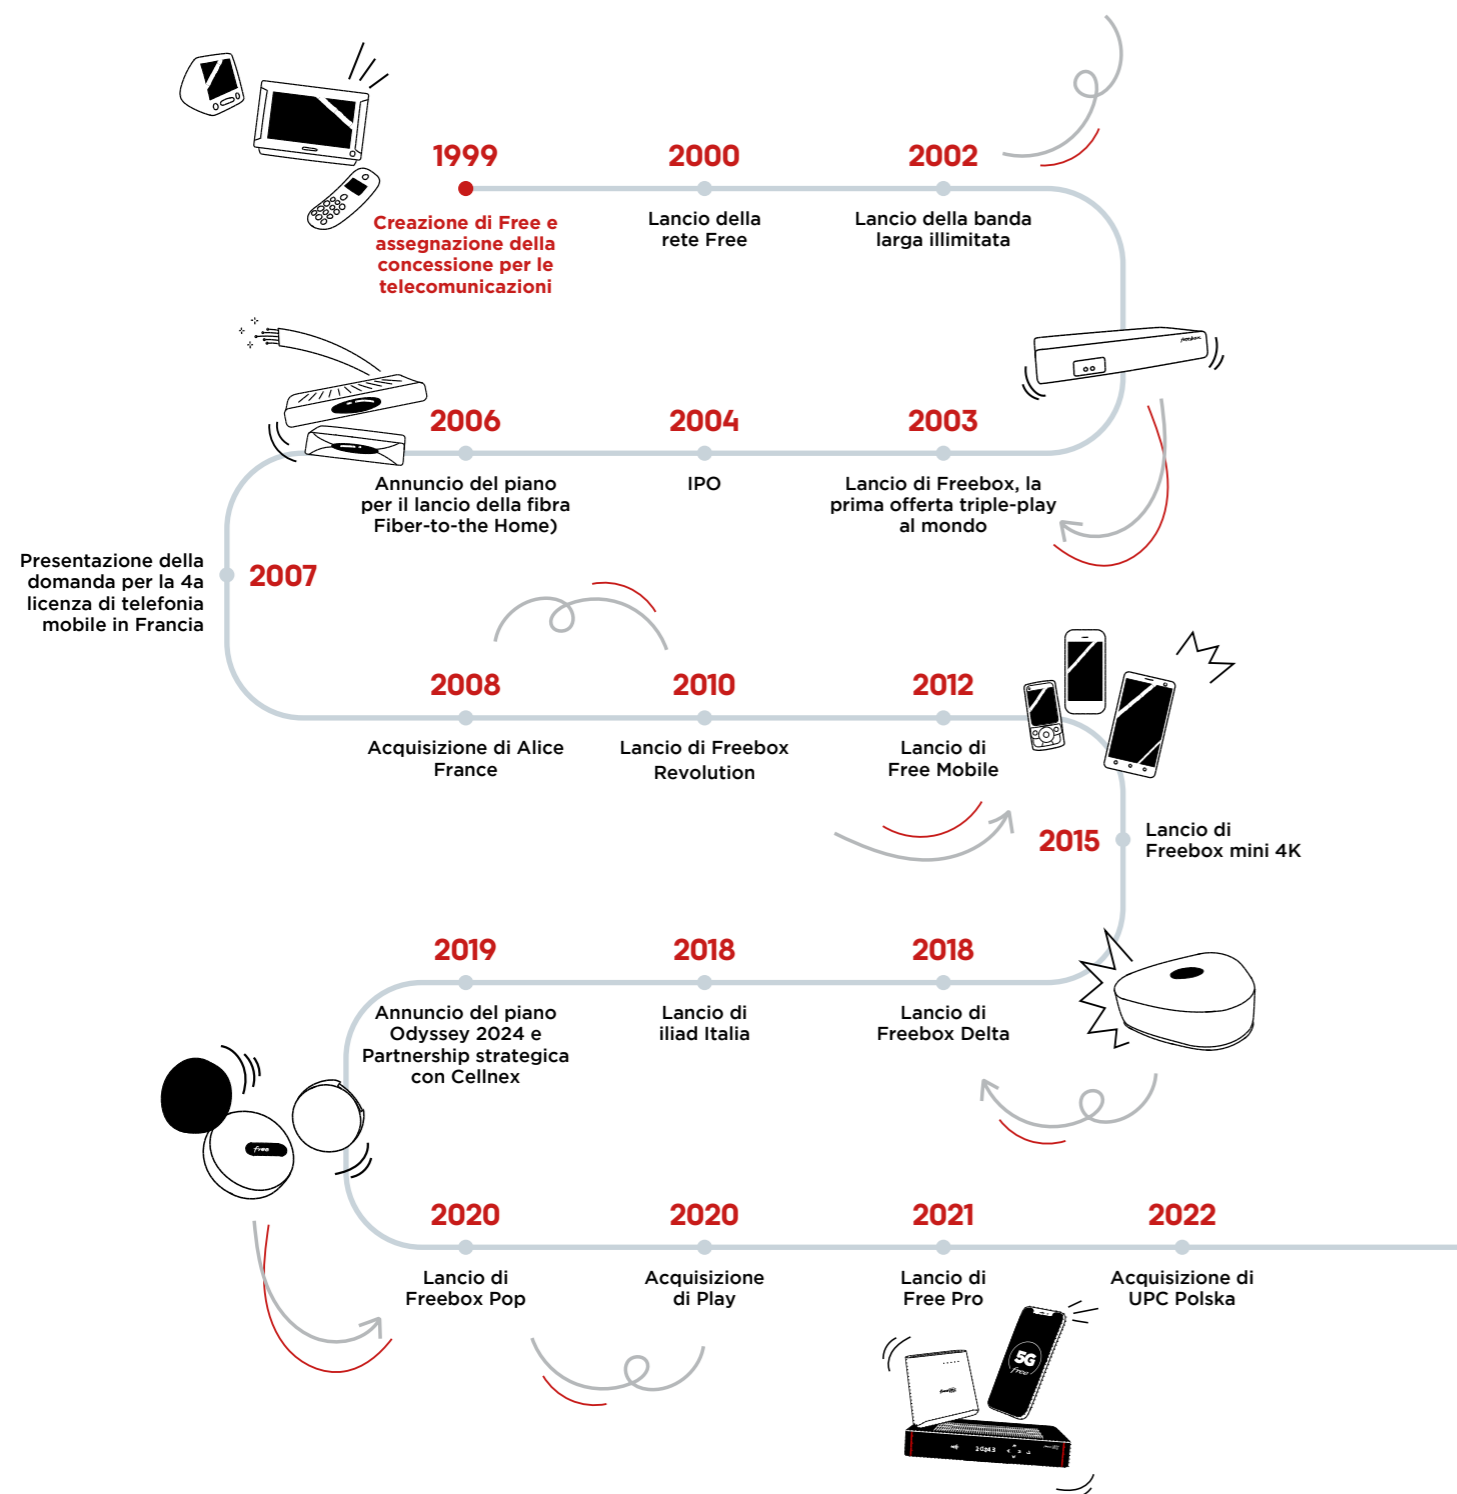 1999
Creazione di Free e
assegnazione della
concessione per le
telecomunicazioni
2000
Lancio della
rete Free
2002
Lancio della banda
larga illimitata
2003
Lancio di Freebox, la
prima offerta triple-play
al mondo
2004
IPO
2006
Annuncio del piano
per il lancio della fibra
Fiber-to-the Home)
2007
Presentazione della
domanda per la 4a
licenza di telefonia
mobile in Francia
2008
Acquisizione di Alice
France
2010
Lancio di Freebox
Revolution
2012
Lancio di
Free Mobile
2015
Lancio di
Freebox mini 4K
2018
Lancio di
Freebox Delta
2018
Lancio di
iliad Italia
2019
Annuncio del piano
Odyssey 2024 e
Partnership strategica
con Cellnex
free
2020
Lancio di
Freebox Pop
2020
Acquisizione
di Play
2021
Lancio di
Free Pro
2022
Acquisizione di
UPC Polska
5G
free